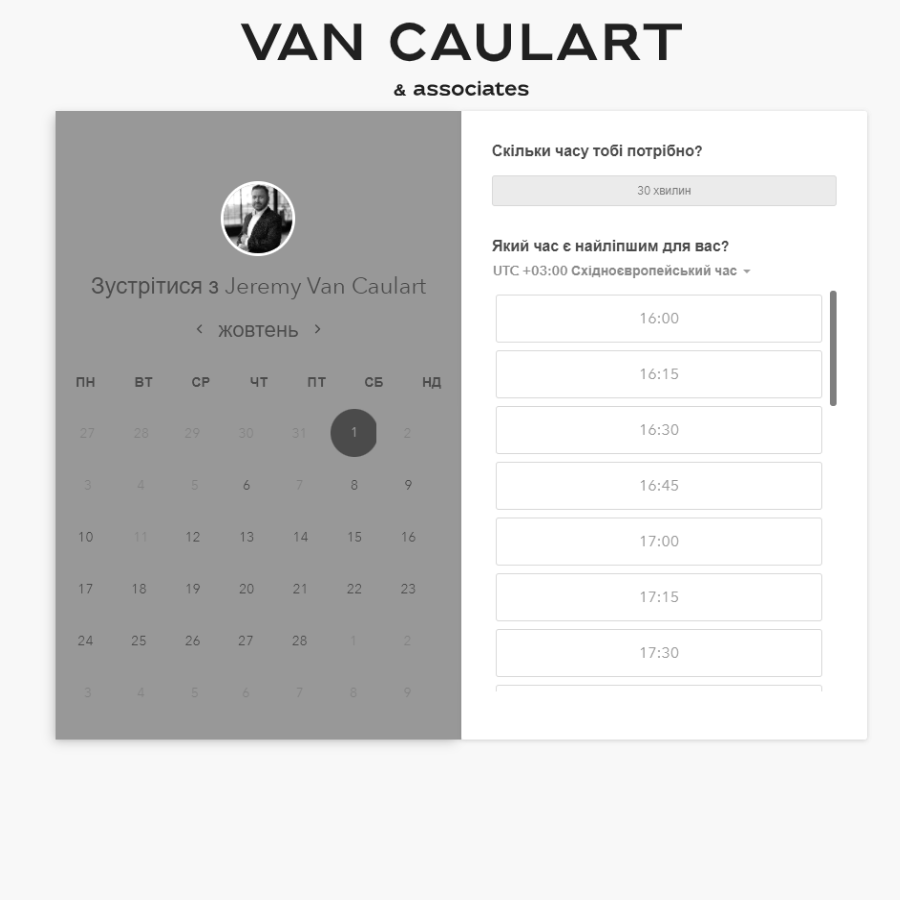 VAN CAULART
& associates
Зустрітися з Jeremy Van Caulart
жовтень
ПН ВТ СР ЧТ ПТ СБ НД
27 28 29 30 31 1 2
3 4 5 6 7 8 9
10 11 12 13 14 15 16
17 18 19 20 21 22 23
24 25 26 27 28 1 2
3 4 5 6 7 8 9
Скільки часу тобі потрібно?
30 хвилин
Який час є найліпшим для вас?
UTC +03:00 Східноєвропейський час
16:00
16:15
16:30
16:45
17:00
17:15
17:30